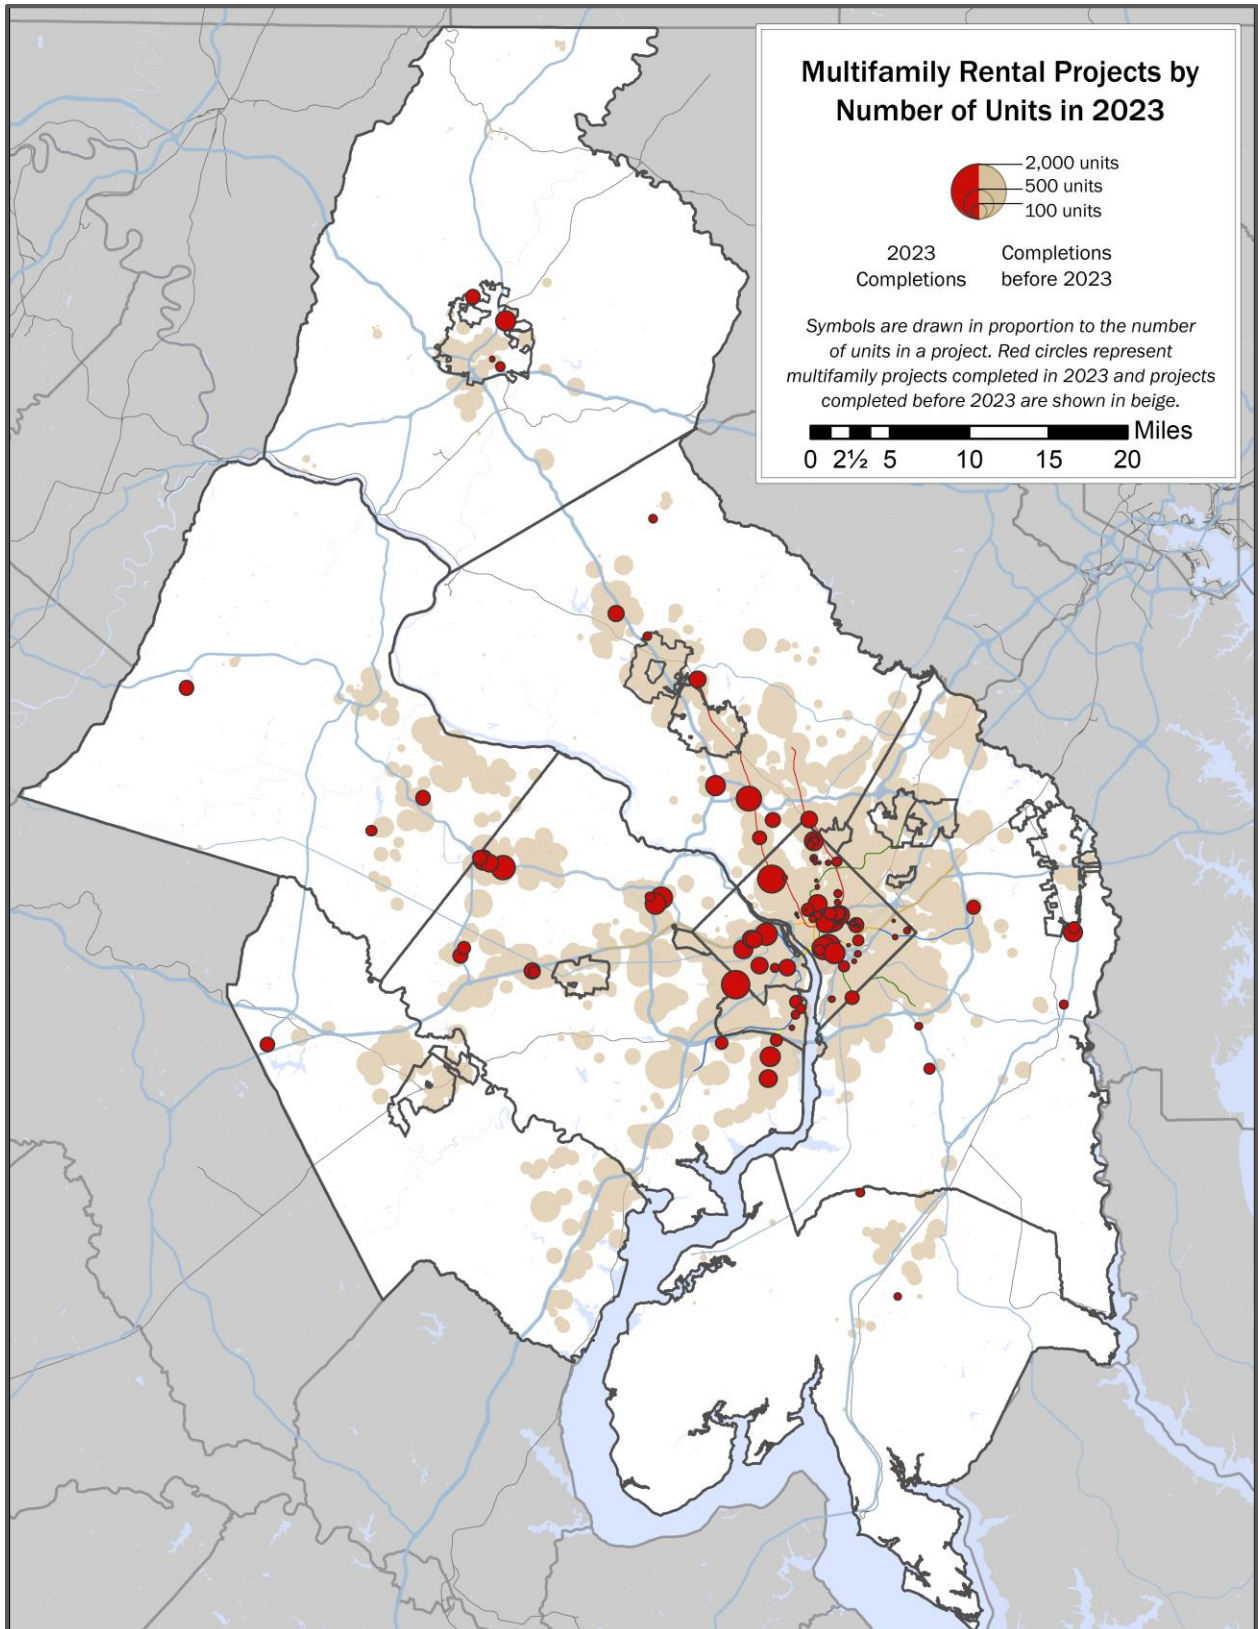 Multifamily Rental Projects by
Number of Units in 2023
2,000 units
500 units
100 units
2023
Completions
Completions
before 2023
Symbols are drawn in proportion to the number
of units in a project. Red circles represent
multifamily projects completed in 2023 and projects
completed before 2023 are shown in beige.
Miles
0 2½ 5 10 15 20